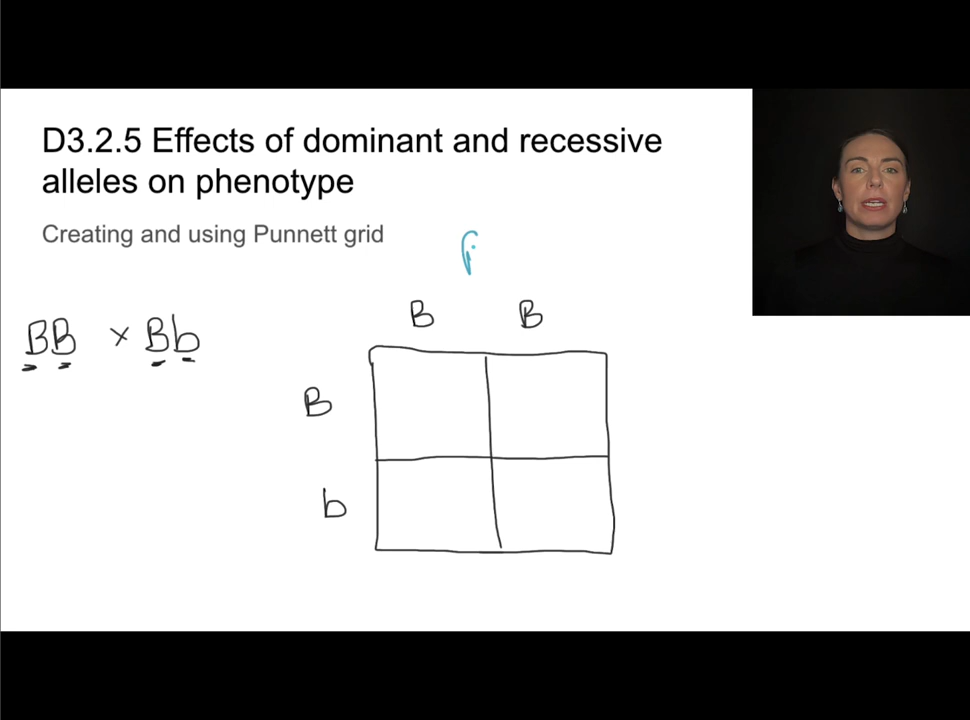 D3.2.5 Effects of dominant and recessive
alleles on phenotype
Creating and using Punnett grid
B B
BB × Bb
B
b